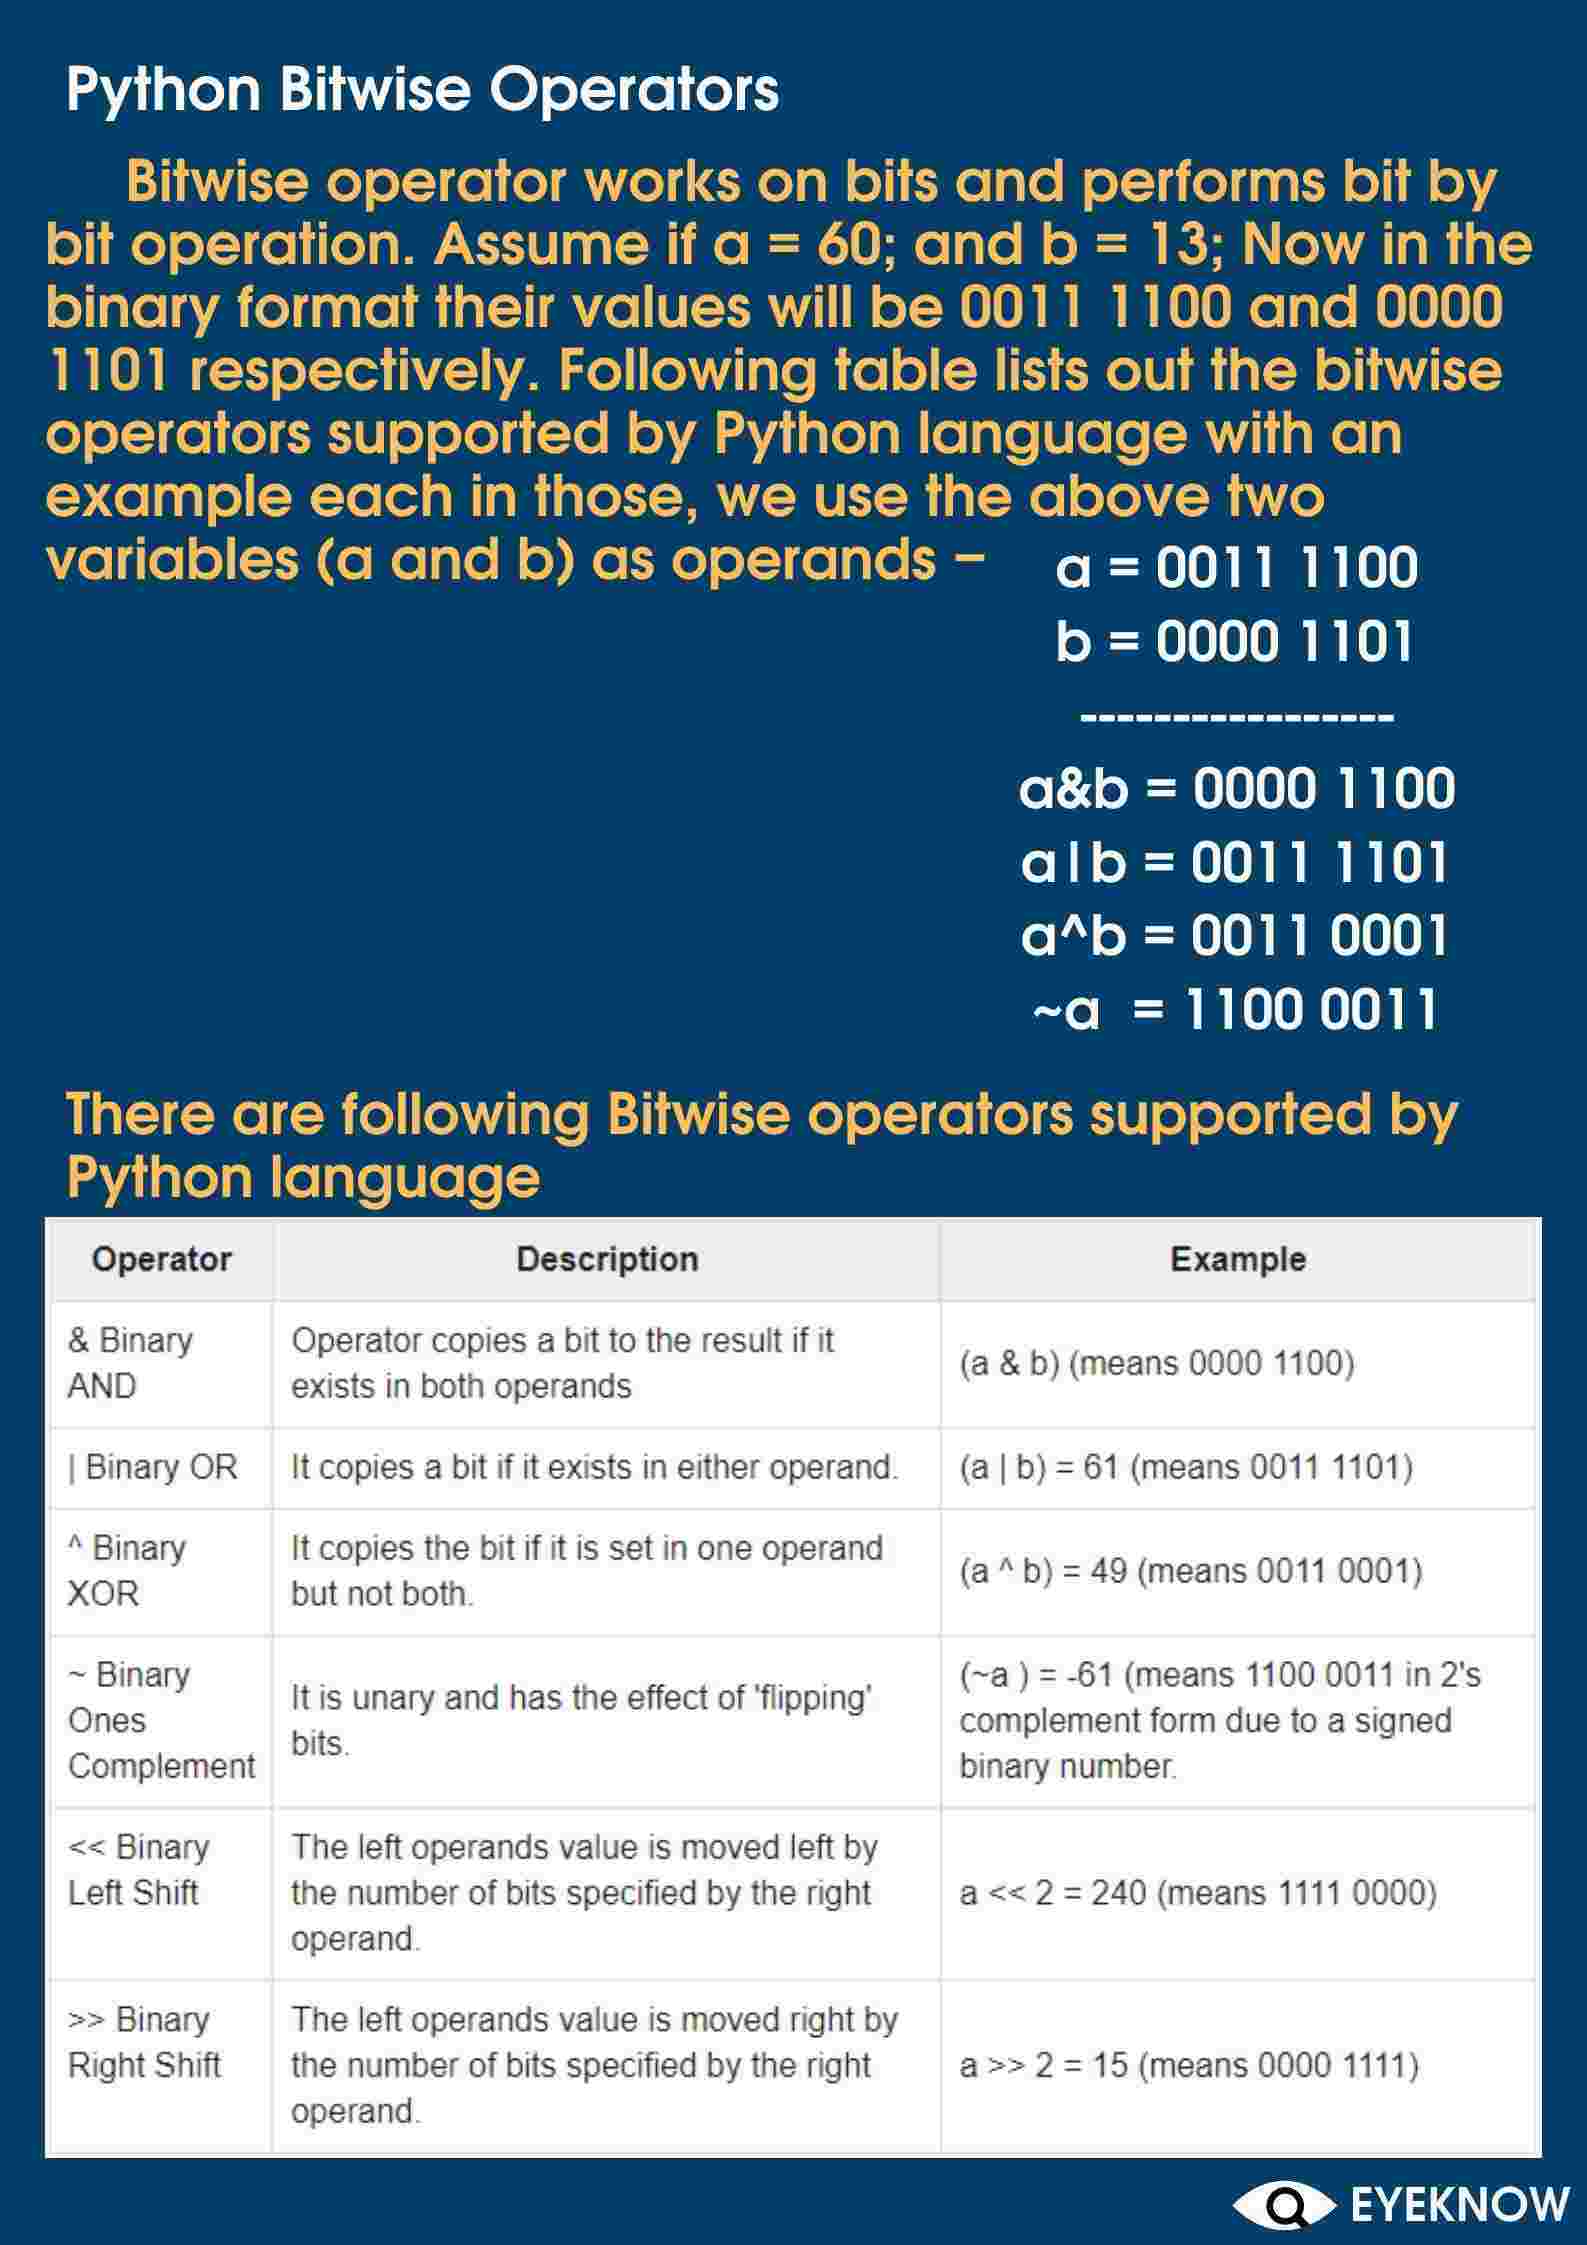 Python Bitwise Operators
Bitwise operator works on bits and performs bit by
bit operation. Assume if a = 60; and b = 13; Now in the
binary format their values will be 0011 1100 and 0000
1101 respectively. Following table lists out the bitwise
operators supported by Python language with an
example each in those, we use the above two
variables (a and b) as operands –
a = 0011 1100
b = 0000 1101
-----------------
a&b = 0000 1100
a|b = 0011 1101
a^b = 0011 0001
~a = 1100 0011
There are following Bitwise operators supported by
Python language
Operator Description Example
& Binary
AND
Operator copies a bit to the result if it
exists in both operands
(a & b) (means 0000 1100)
| Binary OR
It copies a bit if it exists in either operand.
(a | b) = 61 (means 0011 1101)
^ Binary
XOR
It copies the bit if it is set in one operand
but not both.
(a ^ b) = 49 (means 0011 0001)
~ Binary
Ones
Complement
It is unary and has the effect of 'flipping'
bits.
(~a ) = -61 (means 1100 0011 in 2's
complement form due to a signed
binary number.
<< Binary
Left Shift
The left operands value is moved left by
the number of bits specified by the right
operand.
a << 2 = 240 (means 1111 0000)
>> Binary
Right Shift
The left operands value is moved right by
the number of bits specified by the right
operand.
a >> 2 = 15 (means 0000 1111)
EYEKNOW